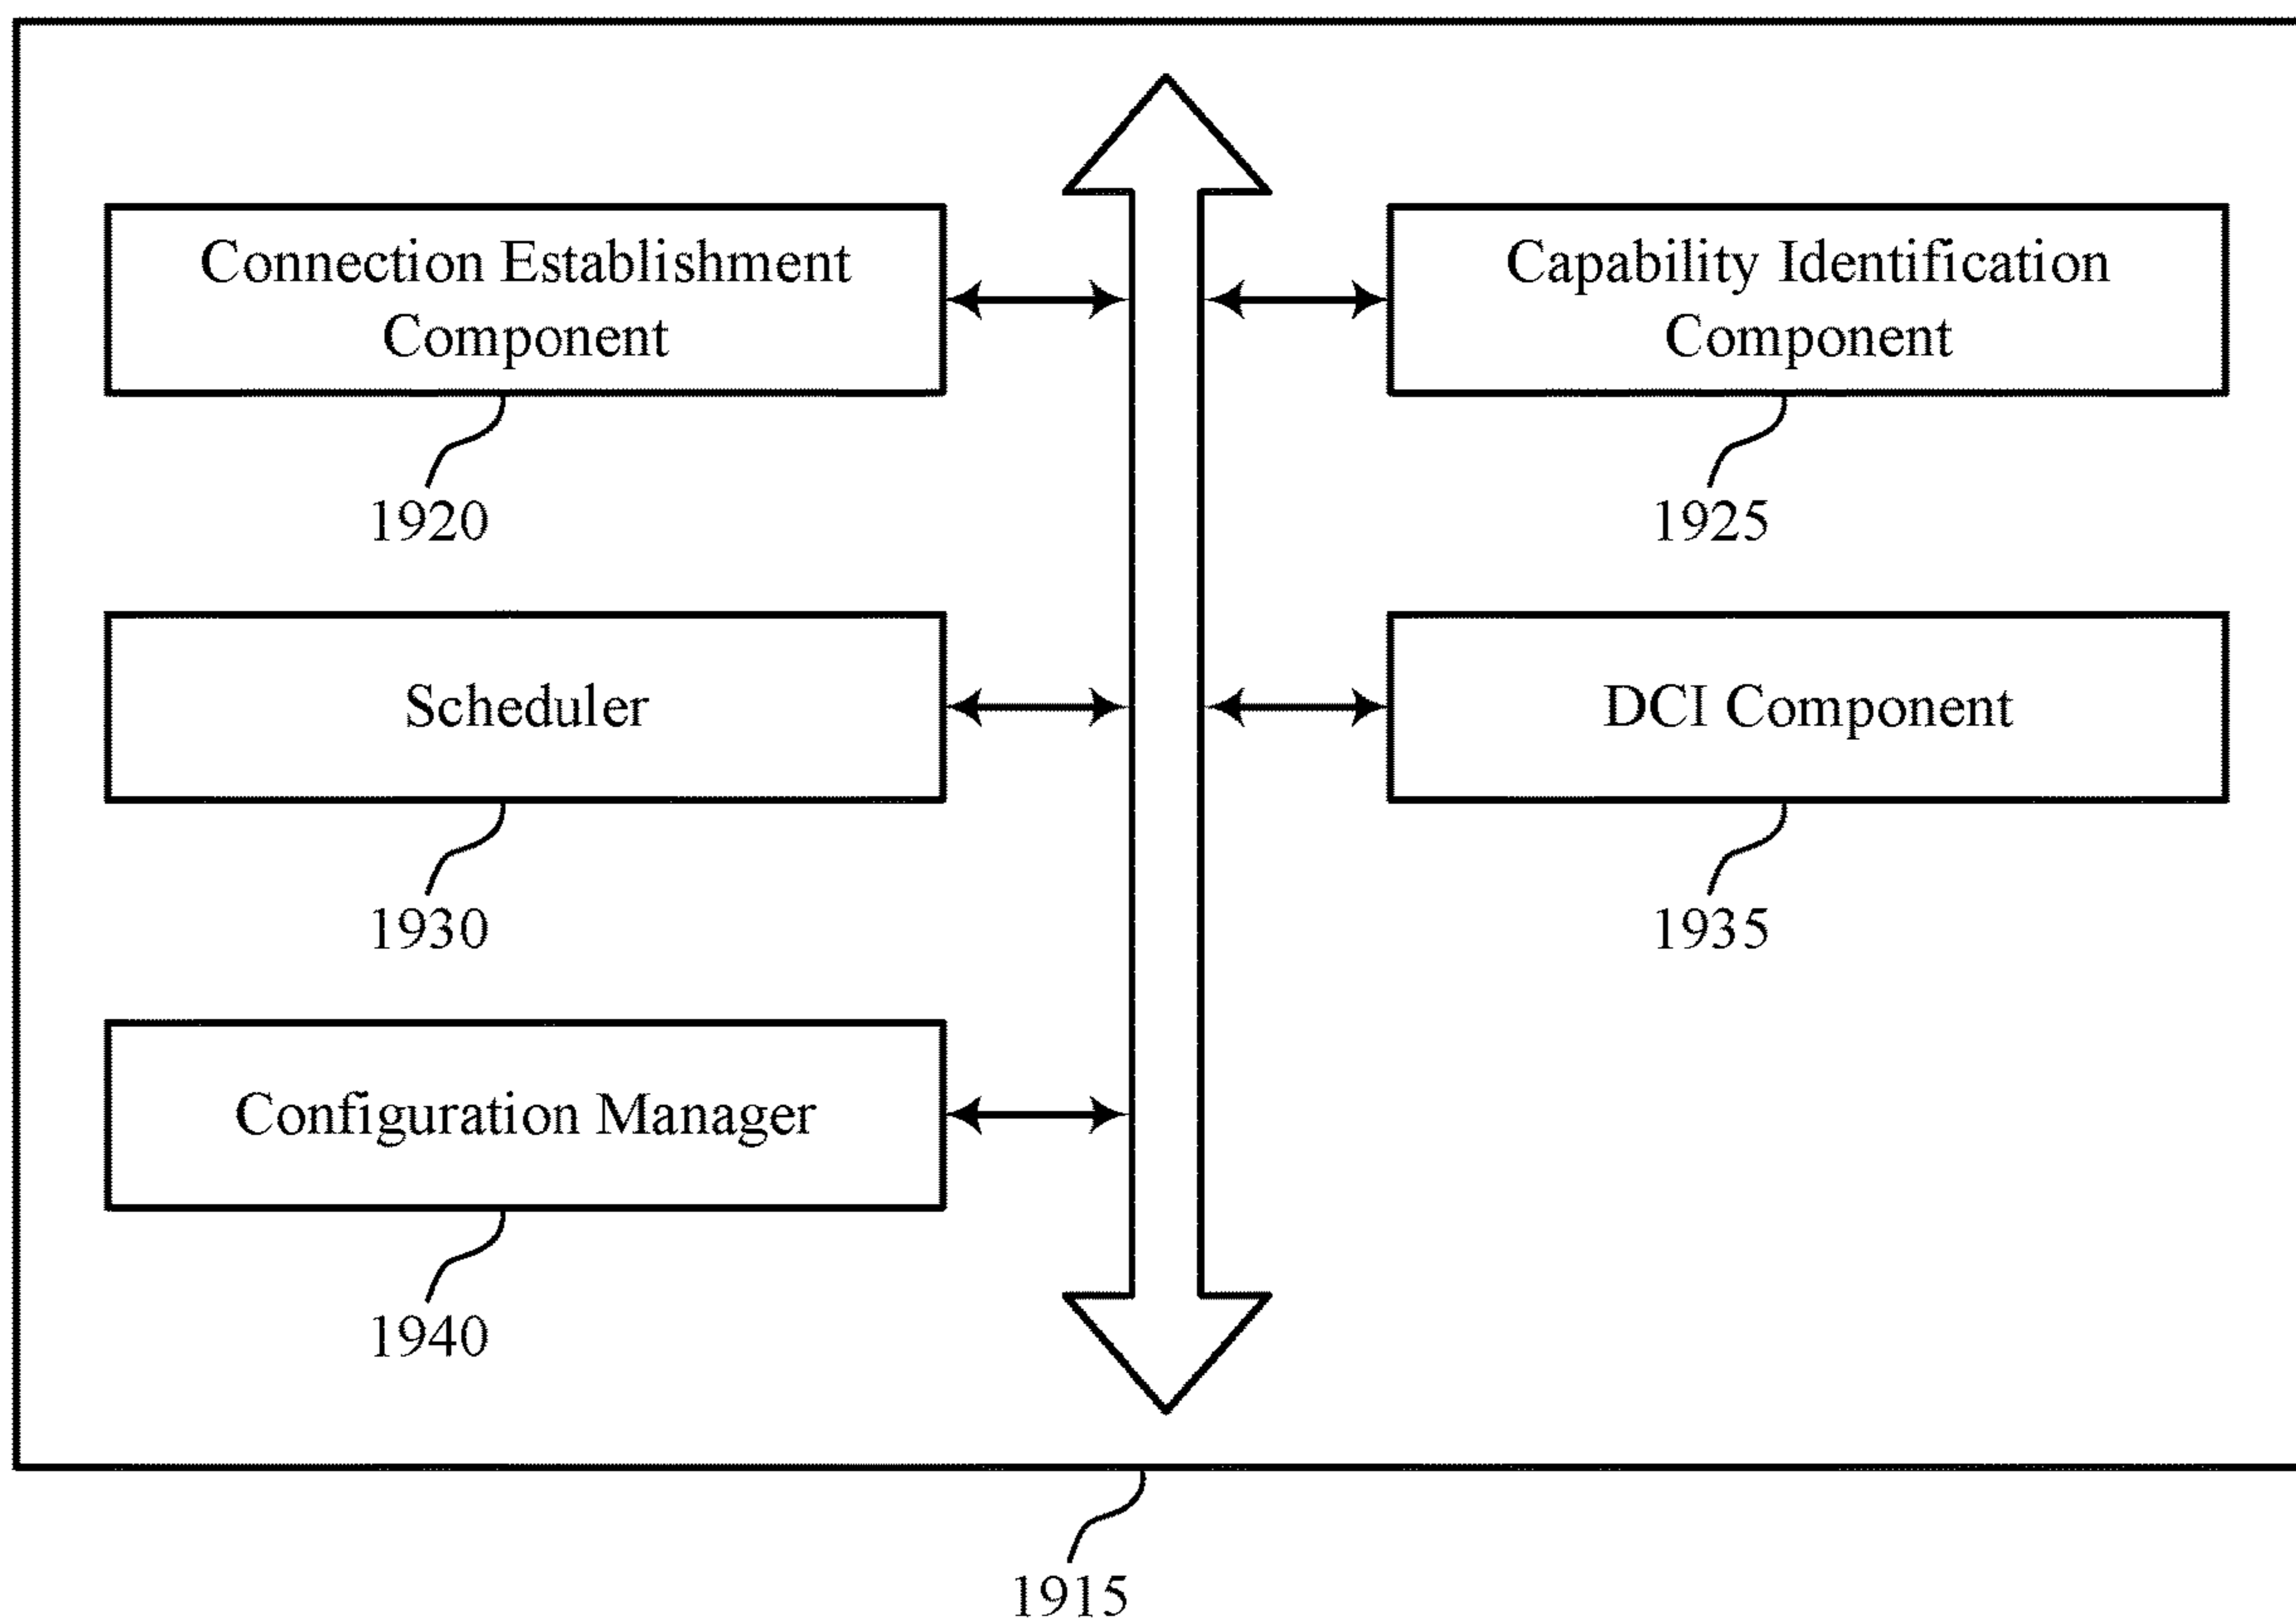 Connection Establishment
Component
1920
Capability Identification
Component
1925
Scheduler
1930
DCI Component
1935
Configuration Manager
1940
1915